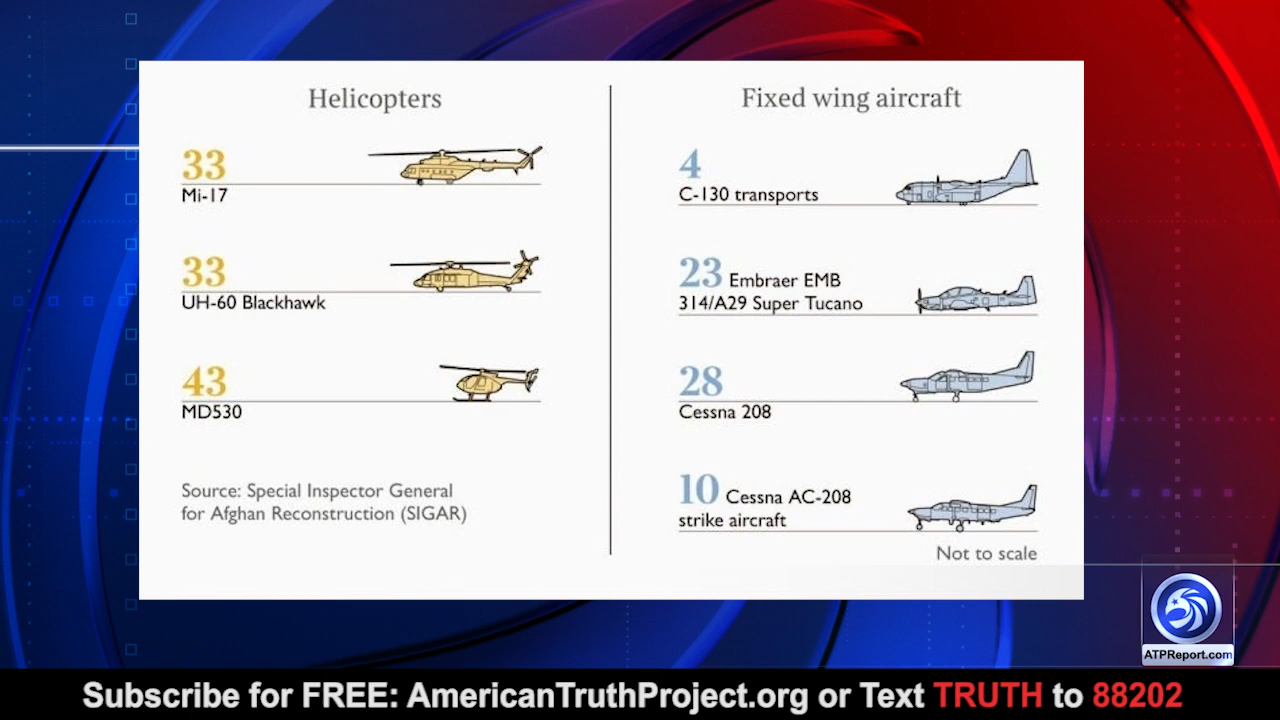 Helicopters
33
Mi-17
33
UH-60 Blackhawk
43
MD530
Source: Special Inspector General
for Afghan Reconstruction (SIGAR)
Fixed wing aircraft
4
C-130 transports
23 Embraer EMB
314/A29 Super Tucano
28
Cessna 208
10 Cessna AC-208
strike aircraft
Not to scale
ATPReport.com
Subscribe for FREE: AmericanTruthProject.org or Text TRUTH to 88202